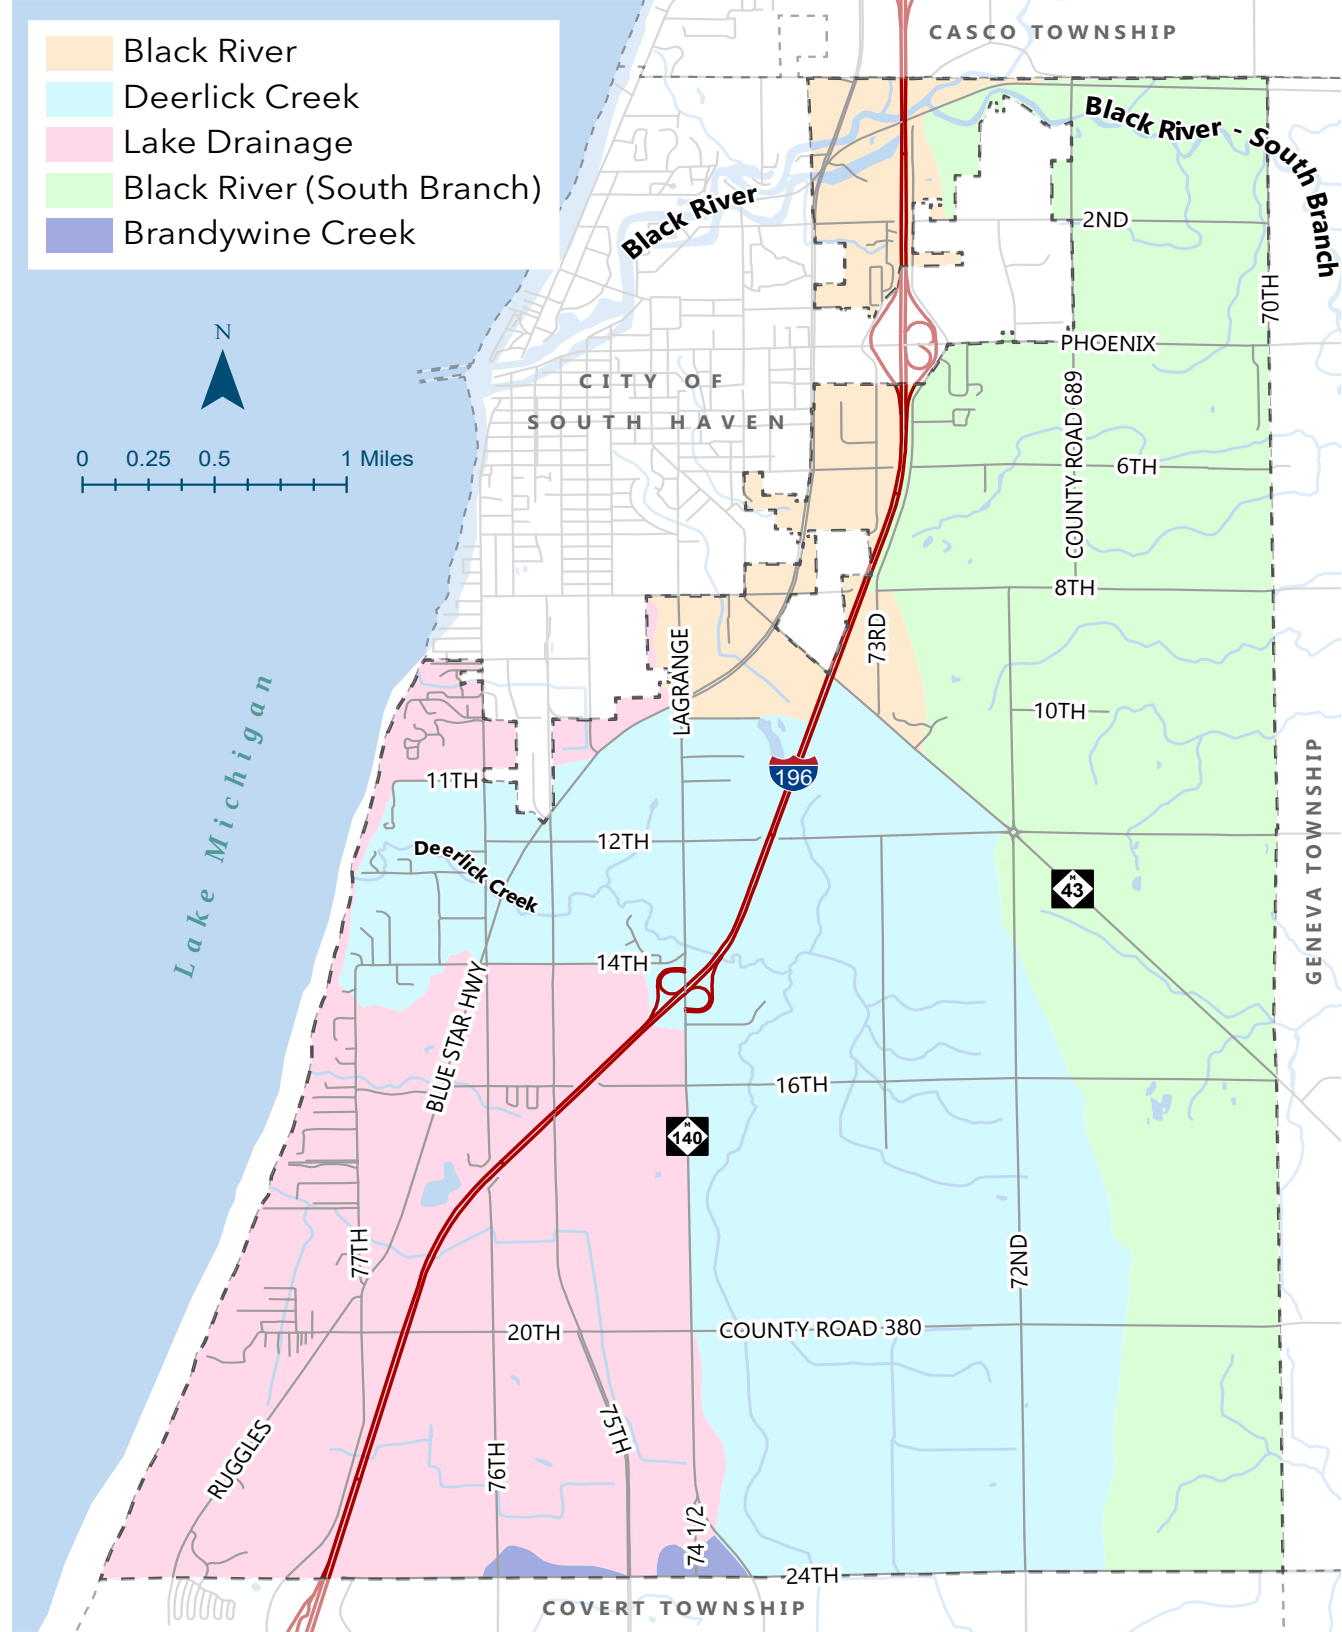 CASCO TOWNSHIP
Black River
Deerlick Creek
Lake Drainage
Black River (South Branch)
Brandywine Creek
Black River - South Branch
Black River
2ND
70TH
N
PHOENIX
CITY OF
SOUTH HAVEN
COUNTY ROAD 689
0 0.25 0.5 1 Miles
6TH
8TH
73RD
LAGRANGE
10TH
Lake Michigan
11TH
196
GENEVA TOWNSHIP
12TH
Deerlick Creek
M
43
14TH
BLUE STAR HWY
16TH
M
140
77TH
72ND
20TH
COUNTY ROAD 380
RUGGLES
75TH
76TH
74 1/2
24TH
COVERT TOWNSHIP